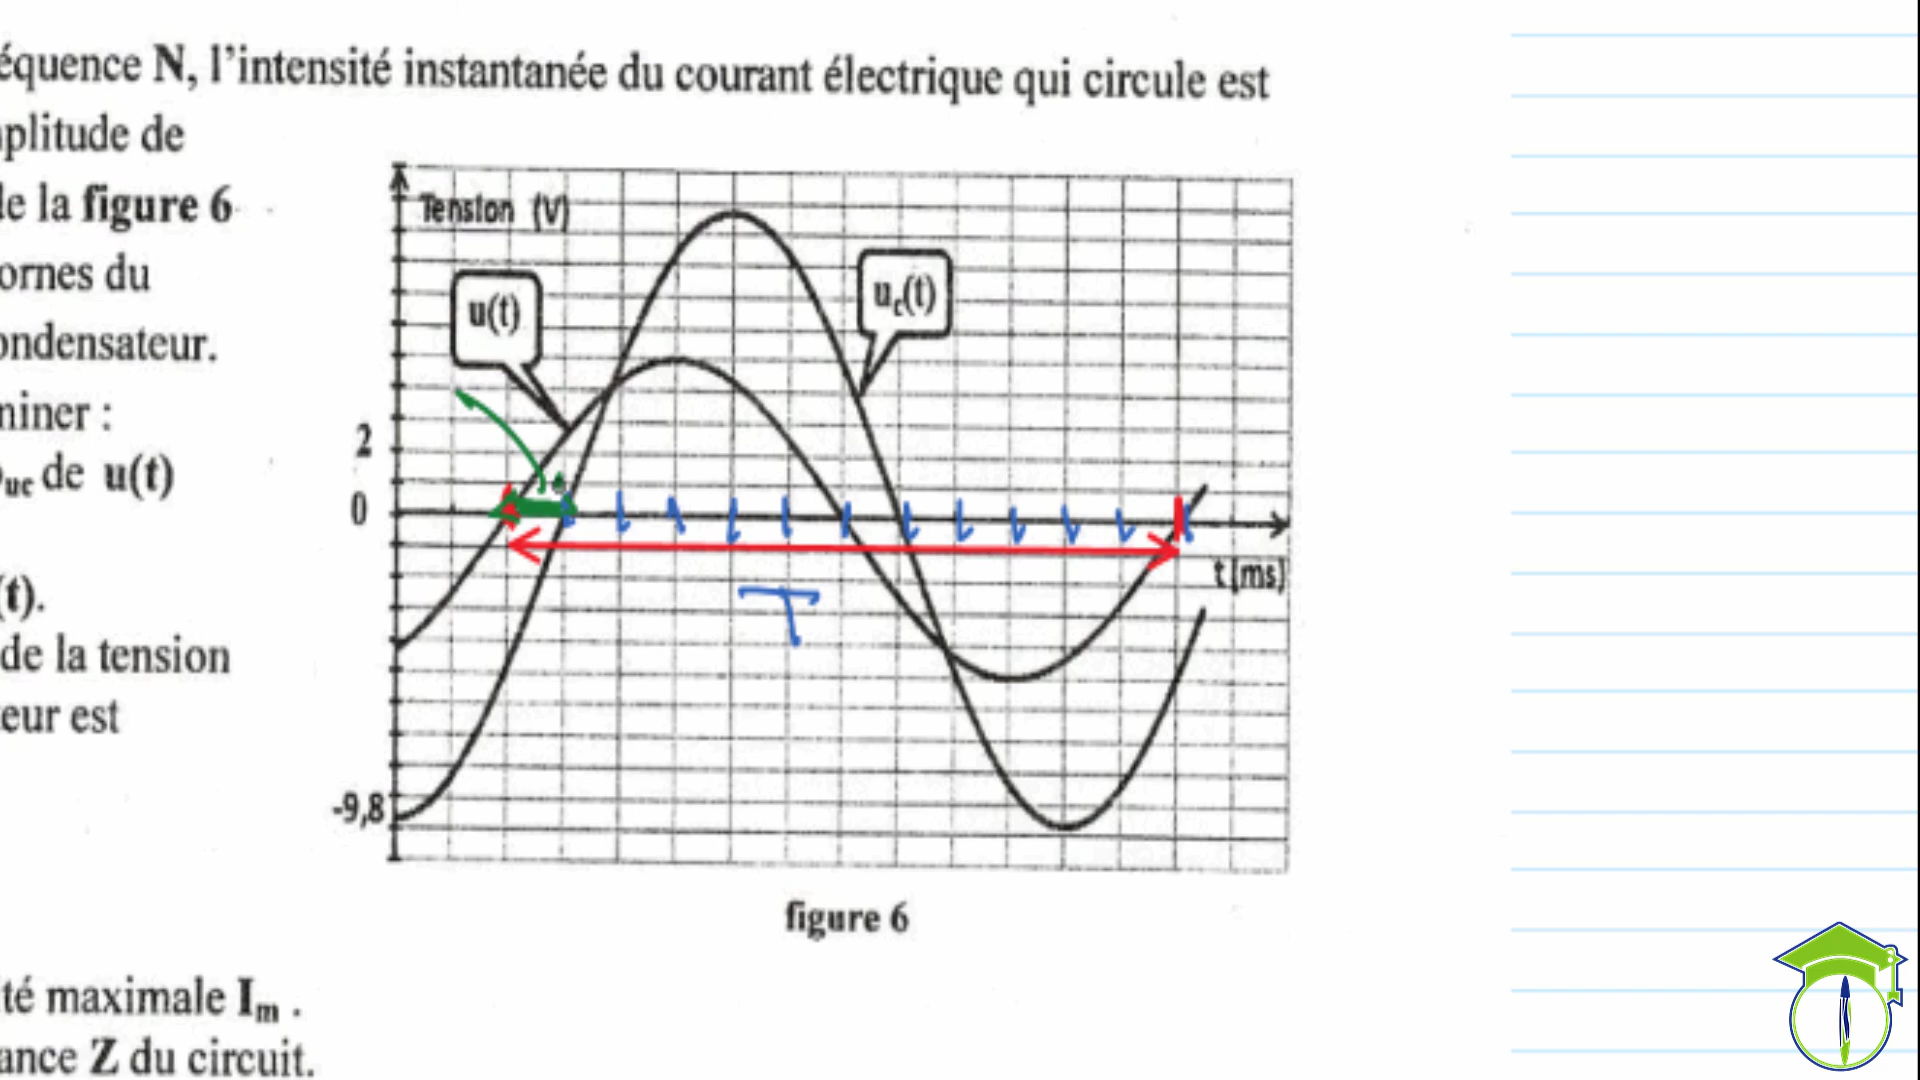 équence N, l'intensité instantanée du courant électrique qui circule est
plitude de
de la figure 6
ornes du
ondensateur.
niner :
ue de u(t)
(t).
de la tension
eur est
Tension (V)
u(t)
uc(t)
2
0
t(ms)
T
-9,8
figure 6
té maximale Im .
ance Z du circuit.